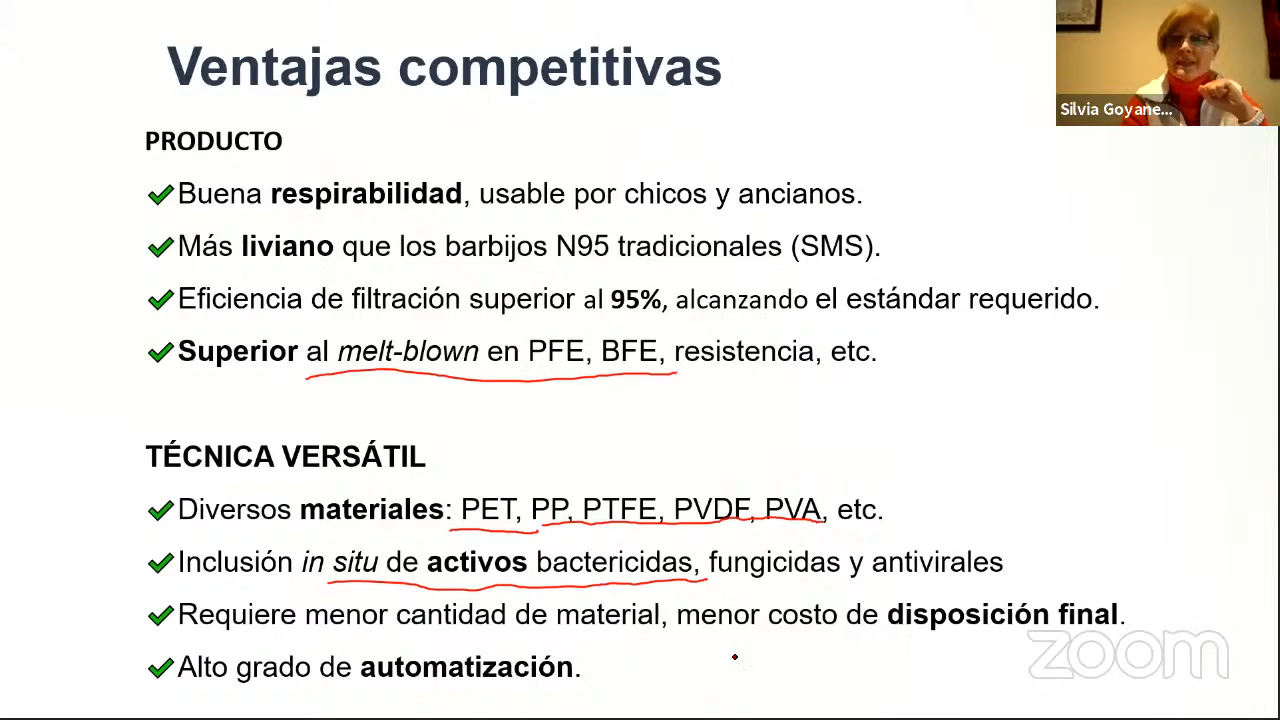 Ventajas competitivas
Silvia Goyane...
PRODUCTO
Buena respirabilidad, usable por chicos y ancianos.
Más liviano que los barbijos N95 tradicionales (SMS).
Eficiencia de filtración superior al 95%, alcanzando el estándar requerido.
Superior al melt-blown en PFE, BFE, resistencia, etc.
TÉCNICA VERSÁTIL
Diversos materiales: PET, PP, PTFE, PVDF, PVA, etc.
Inclusión in situ de activos bactericidas, fungicidas y antivirales
Requiere menor cantidad de material, menor costo de disposición final.
Alto grado de automatización.
zoom